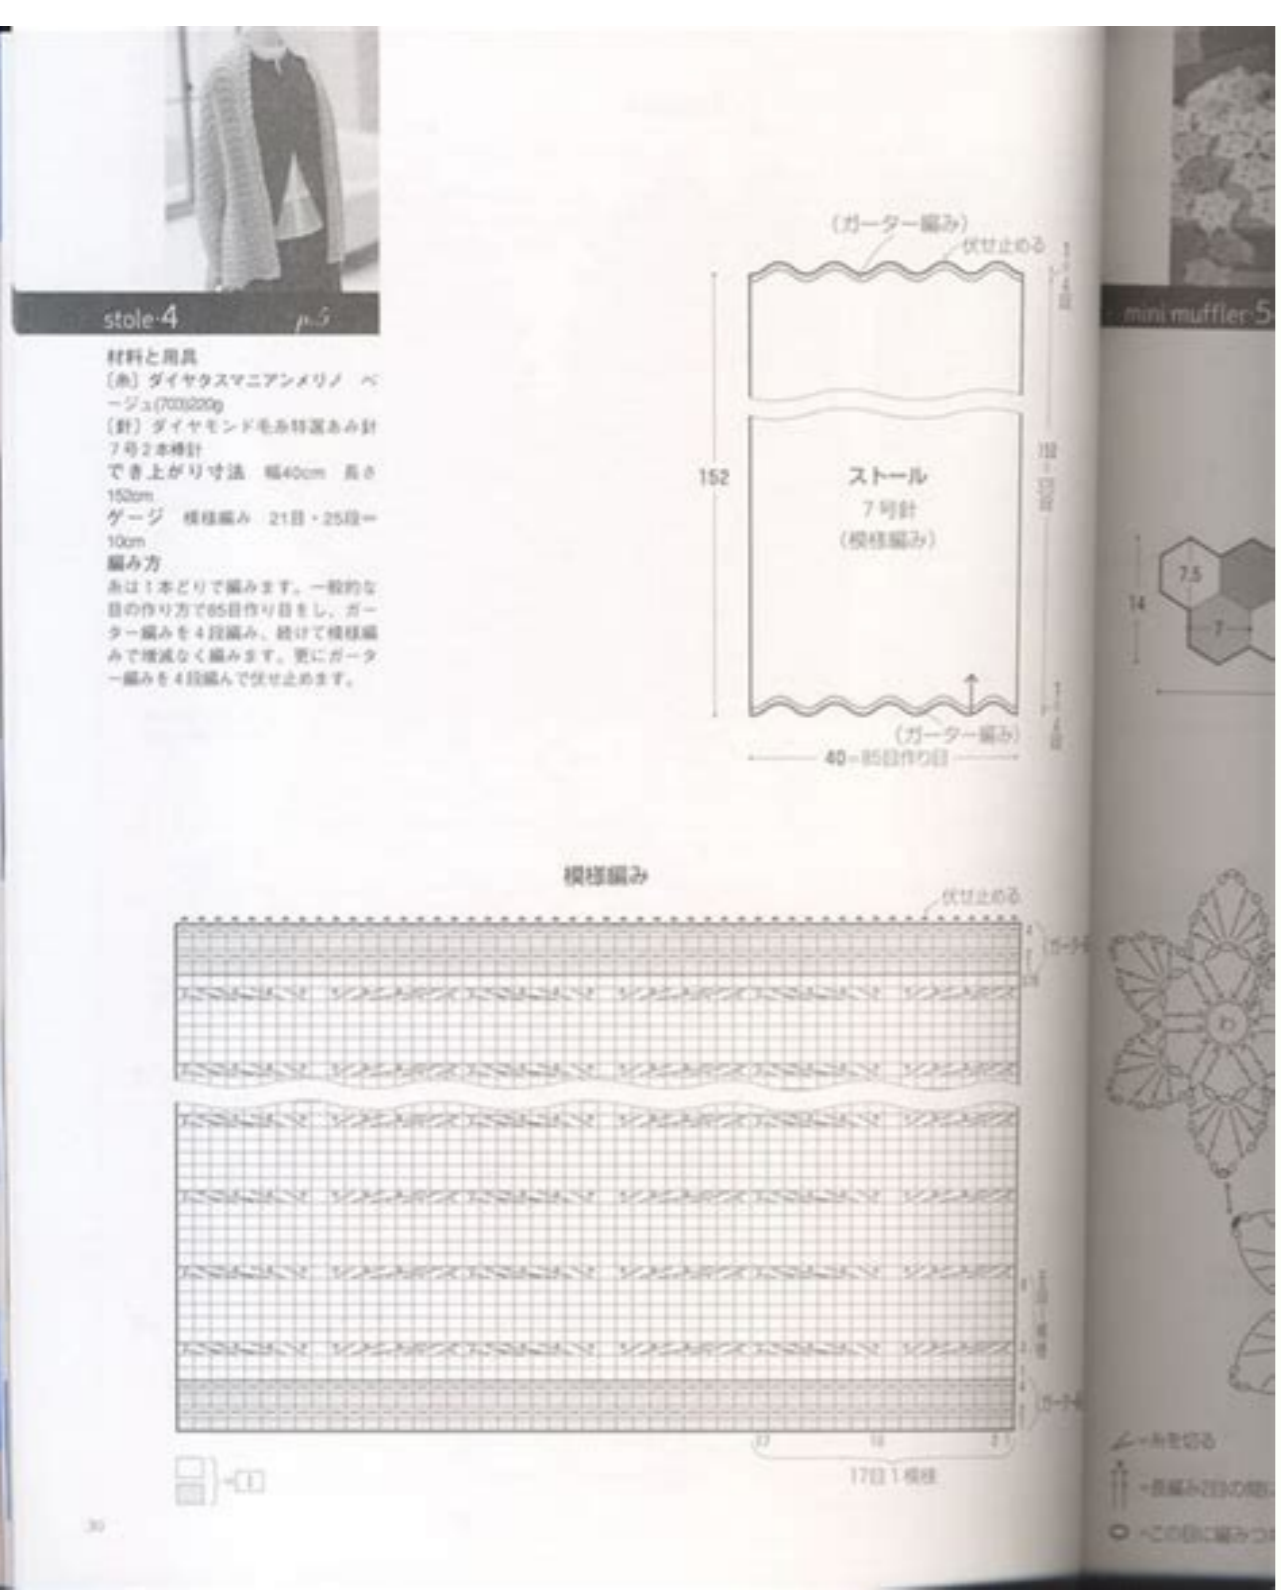 stole·4 p.5
材料と用具
〔糸〕ダイヤタスマニアンメリノ ベ
ージュ(703)220g
〔針〕ダイヤモンド毛糸特選あみ針
7号2本棒針
でき上がり寸法 幅40cm 長さ
152cm
ゲージ 模様編み 21目・25段=
10cm
編み方
糸は1本どりで編みます。一般的な
目の作り方で85目作り目をし、ガー
ター編みを4段編み、続けて模様編
みで増減なく編みます。更にガータ
ー編みを4段編んで伏せ止めます。
(ガーター編み)
伏せ止める
152
ストール
7号針
(模様編み)
(ガーター編み)
40=85目作り目
模様編み
伏せ止める
17目1模様
30
mini muffler·5
7.5
14
7
わ
=糸を切る